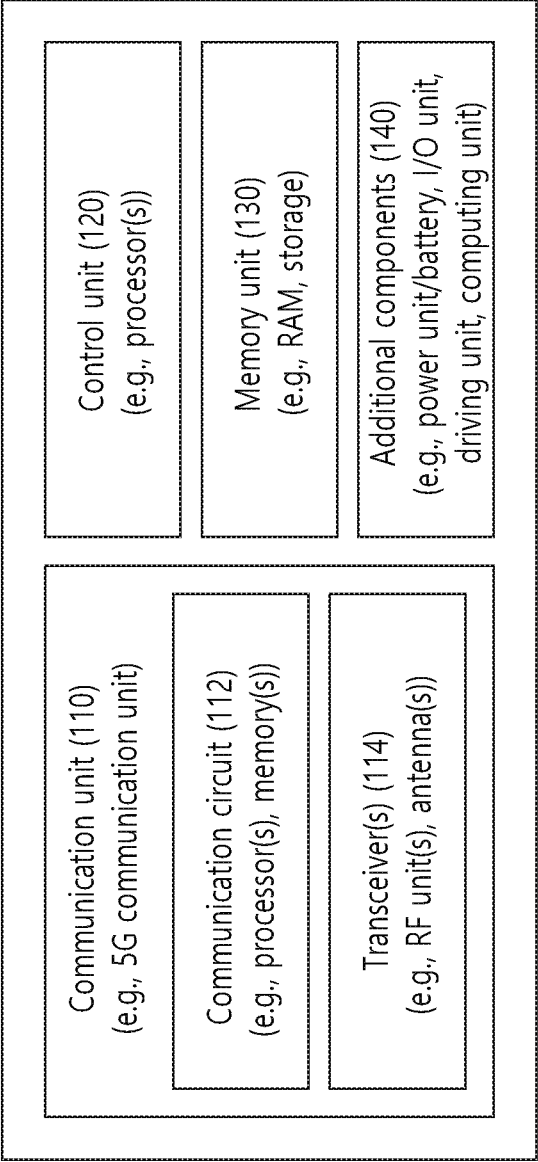 Communication unit (110)
(e.g., 5G communication unit)
Communication circuit (112)
(e.g., processor(s), memory(s))
Transceiver(s) (114)
(e.g., RF unit(s), antenna(s))
Control unit (120)
(e.g., processor(s))
Memory unit (130)
(e.g., RAM, storage)
Additional components (140)
(e.g., power unit/battery, I/O unit,
driving unit, computing unit)